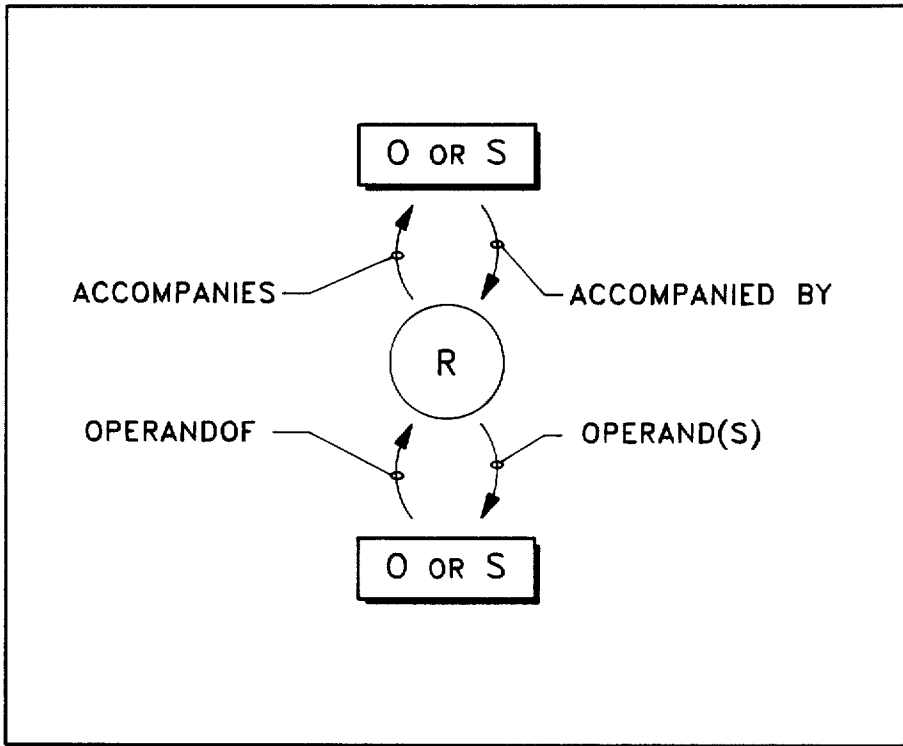 O OR S
ACCOMPANIES
ACCOMPANIED BY
R
OPERANDOF
OPERAND(S)
O OR S